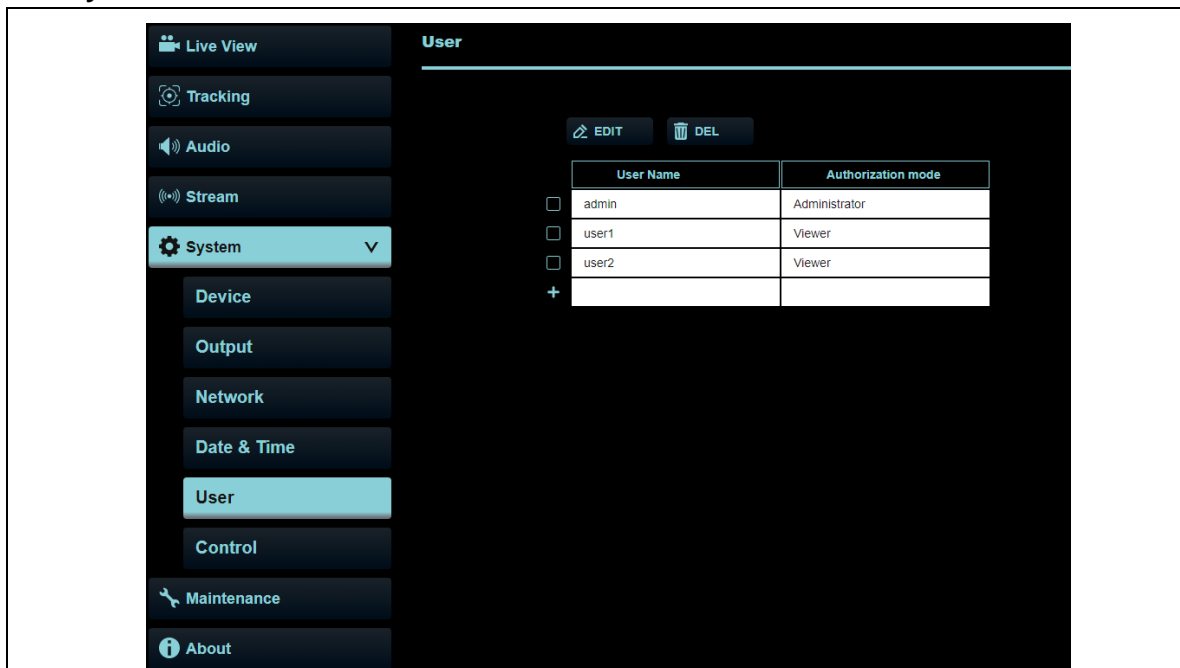 Live View
Tracking
Audio
Stream
System
Device
Output
Network
Date & Time
User
Control
Maintenance
About
User
EDIT DEL
User Name Authorization mode
admin Administrator
user1 Viewer
user2 Viewer
+